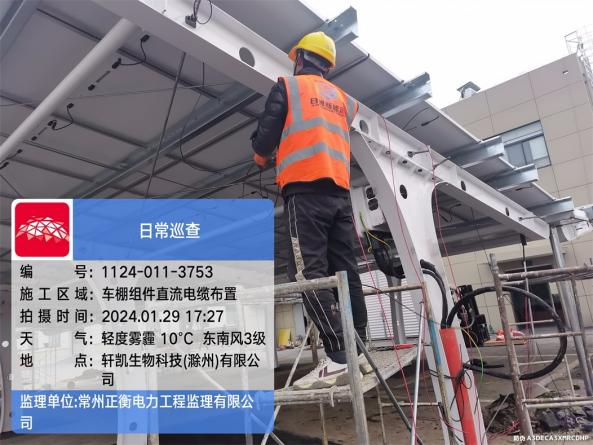 日常巡查
编 号：1124-011-3753
施工区域：车棚组件直流电缆布置
拍摄时间：2024.01.29 17:27
天 气：轻度雾霾 10°C 东南风3级
地 点：轩凯生物科技(滁州)有限公
司
监理单位:常州正衡电力工程监理有限公
司
防伪 A3DECA3XMRCDHP